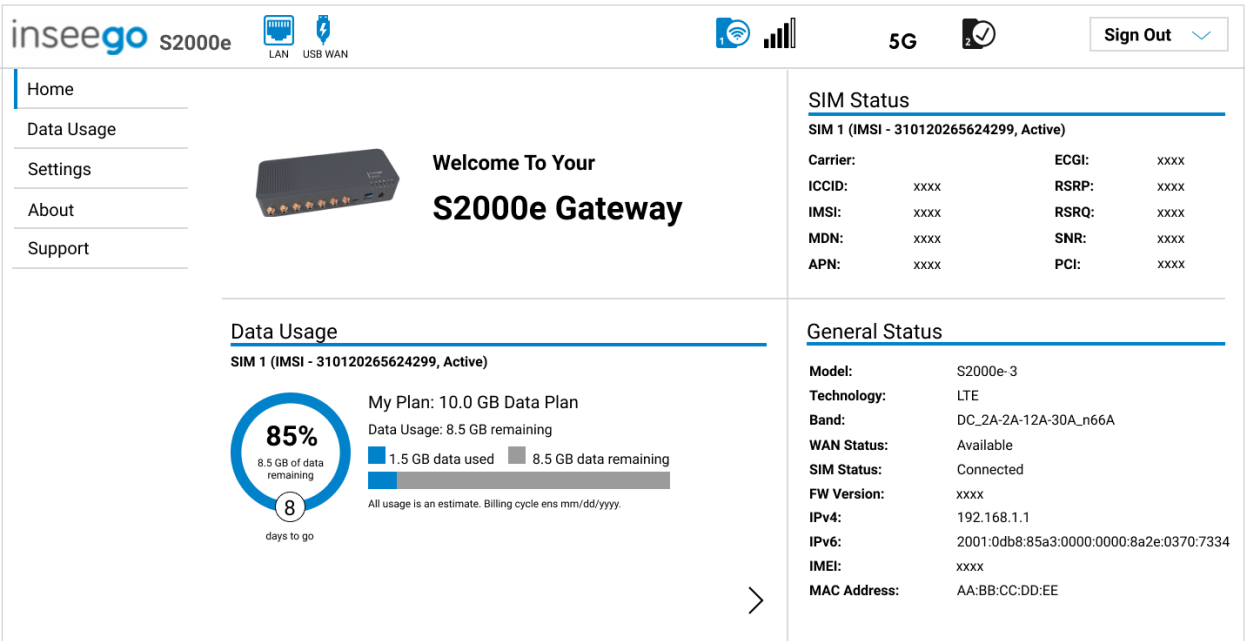 inseego S2000e
LAN
USB WAN
1
5G
2
Sign Out
Home
Data Usage
Settings
About
Support
Welcome To Your
S2000e Gateway
SIM Status
SIM 1 (IMSI - 310120265624299, Active)
Carrier:
ECGI: xxxx
ICCID: xxxx
RSRP: xxxx
IMSI: xxxx
RSRQ: xxxx
MDN: xxxx
SNR: xxxx
APN: xxxx
PCI: xxxx
Data Usage
SIM 1 (IMSI - 310120265624299, Active)
85%
8.5 GB of data
remaining
8
days to go
My Plan: 10.0 GB Data Plan
Data Usage: 8.5 GB remaining
1.5 GB data used 8.5 GB data remaining
All usage is an estimate. Billing cycle ens mm/dd/yyyy.
General Status
Model: S2000e-3
Technology: LTE
Band: DC_2A-2A-12A-30A_n66A
WAN Status: Available
SIM Status: Connected
FW Version: xxxx
IPv4: 192.168.1.1
IPv6: 2001:0db8:85a3:0000:0000:8a2e:0370:7334
IMEI: xxxx
MAC Address: AA:BB:CC:DD:EE